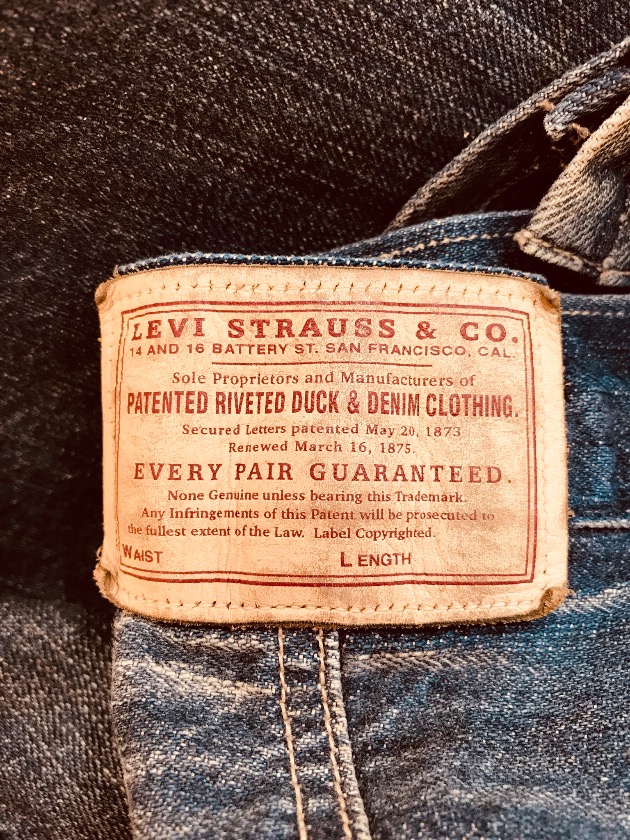 LEVI STRAUSS & CO.
14 AND 16 BATTERY ST. SAN FRANCISCO, CAL.
Sole Proprietors and Manufacturers of
PATENTED RIVETED DUCK & DENIM CLOTHING.
Secured Letters patented May 20, 1873
Renewed March 16, 1875.
EVERY PAIR GUARANTEED.
None Genuine unless bearing this Trademark.
Any Infringements of this Patent will be prosecuted to
the fullest extent of the Law. Label Copyrighted.
WAIST LENGTH